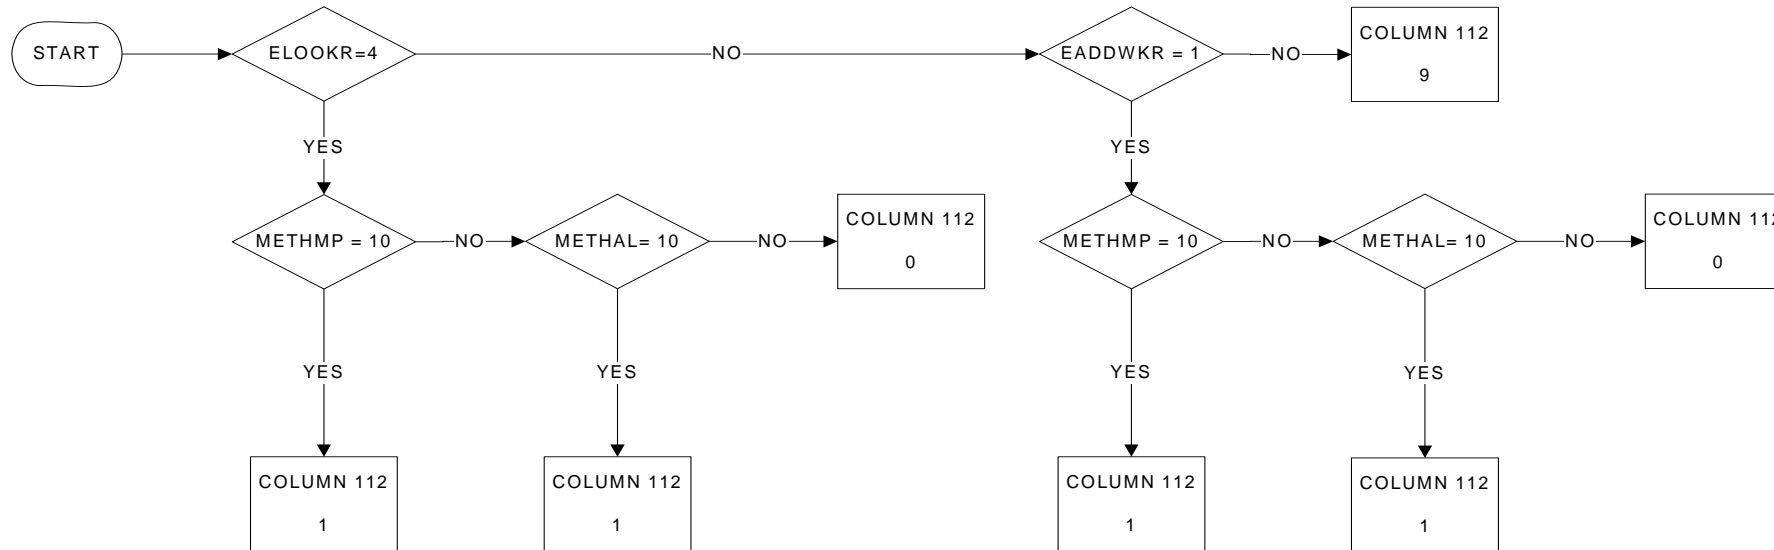 START
ELOOKR=4
NO
EADDWKR = 1
NO
COLUMN 112
9
YES
YES
METHMP = 10
NO
METHAL= 10
NO
COLUMN 112
0
METHMP = 10
NO
METHAL= 10
NO
COLUMN 112
0
YES
YES
YES
YES
COLUMN 112
1
COLUMN 112
1
COLUMN 112
1
COLUMN 112
1